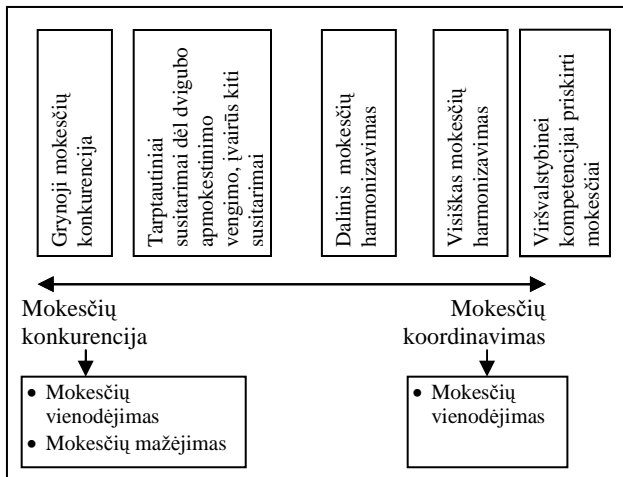 Grynoji mokesčių
konkurencija
Tarptautiniai
susitarimai dėl dvigubo
apmokestinimo
vengimo, įvairūs kiti
susitarimai
Dalinis mokesčių
harmonizavimas
Visiškas mokesčių
harmonizavimas
Viršvalstybinei
kompetencijai priskirti
mokesčiai
Mokesčių
konkurencija
Mokesčių
koordinavimas
• Mokesčių
vienodėjimas
• Mokesčių mažėjimas
• Mokesčių
vienodėjimas